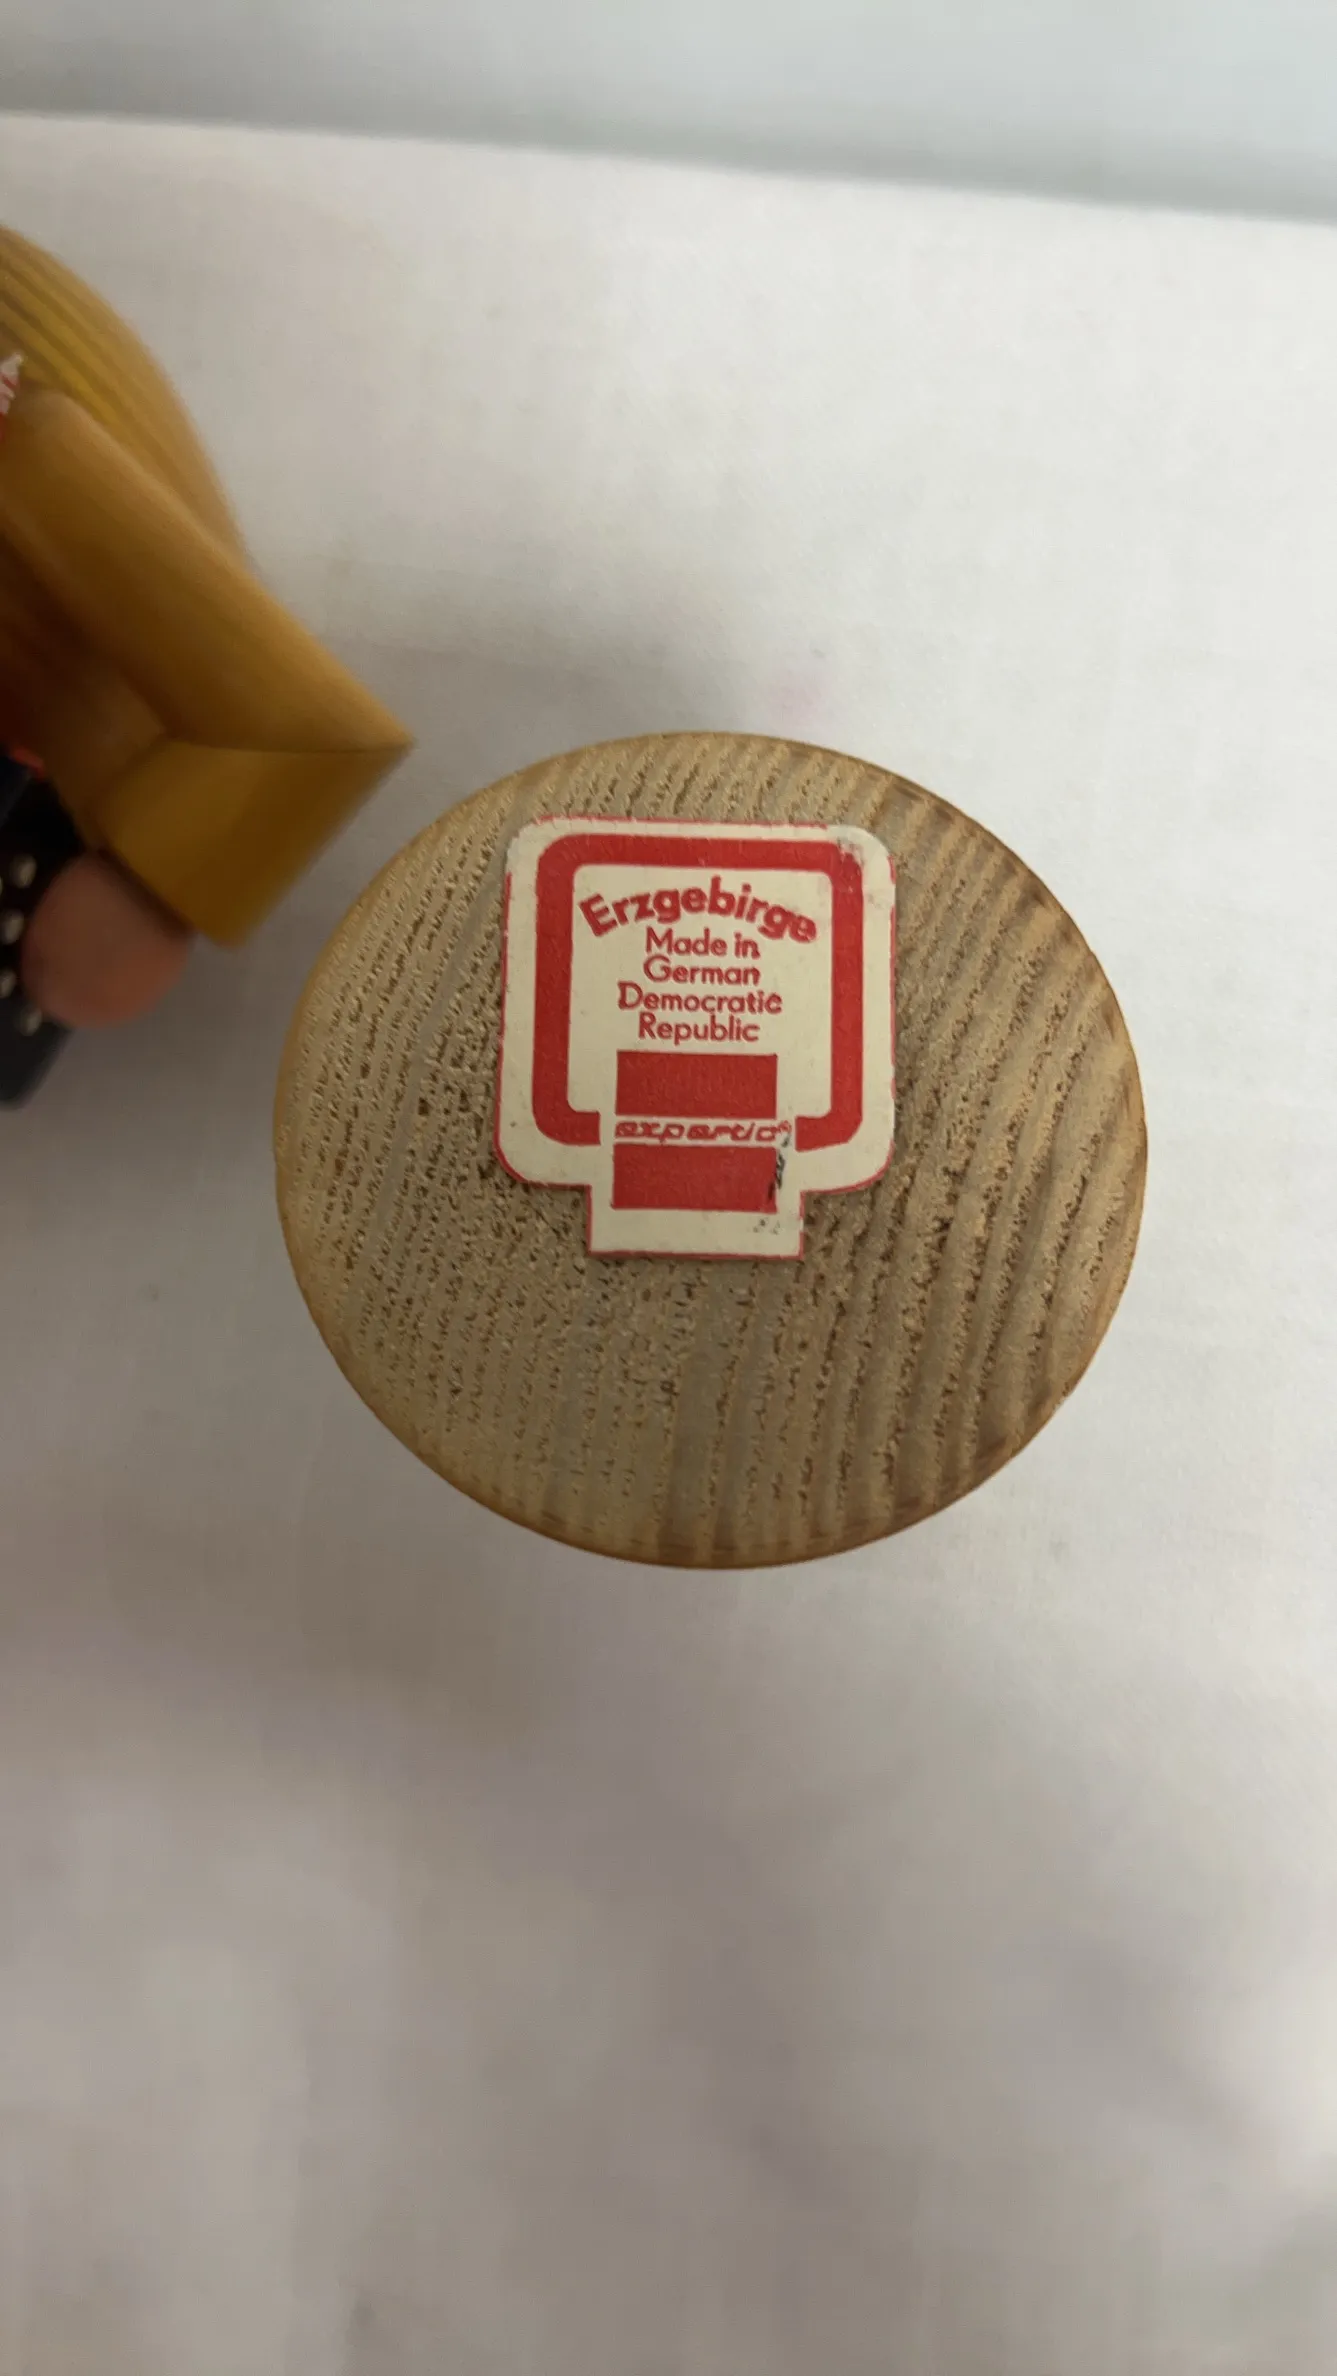 Erzgebirge
Made in
German
Democratic
Republic
expertic®